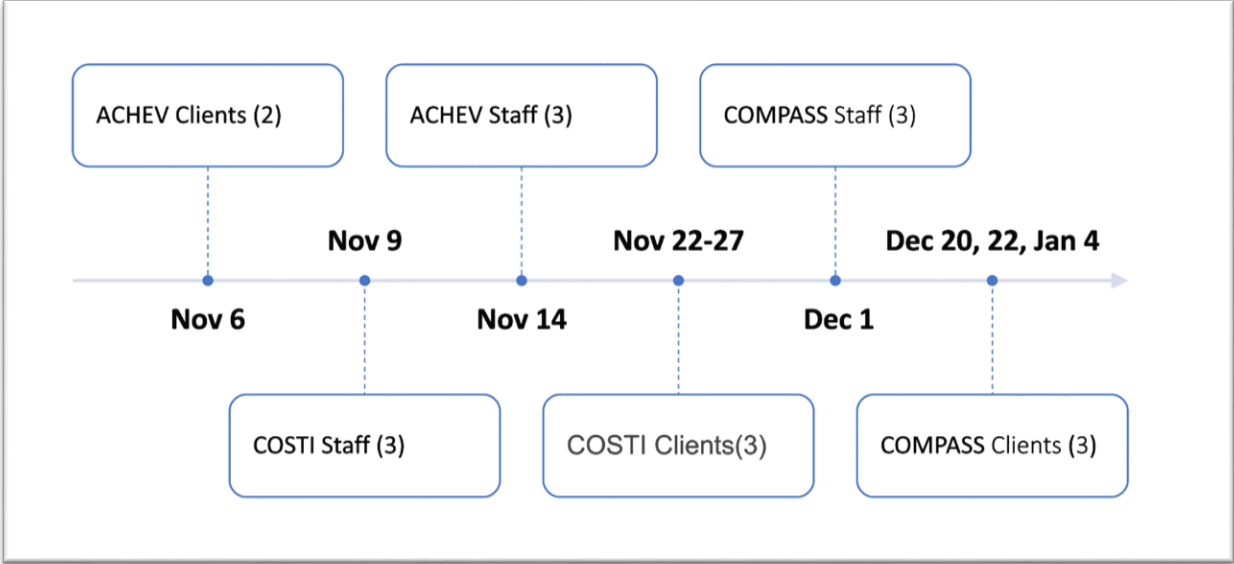 ACHEV Clients (2)
ACHEV Staff (3)
COMPASS Staff (3)
Nov 9
Nov 22-27
Dec 20, 22, Jan 4
Nov 6
Nov 14
Dec 1
COSTI Staff (3)
COSTI Clients(3)
COMPASS Clients (3)